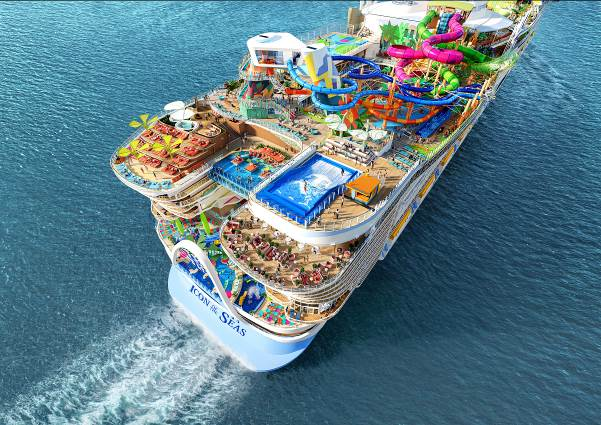 ICON OF THE SEAS